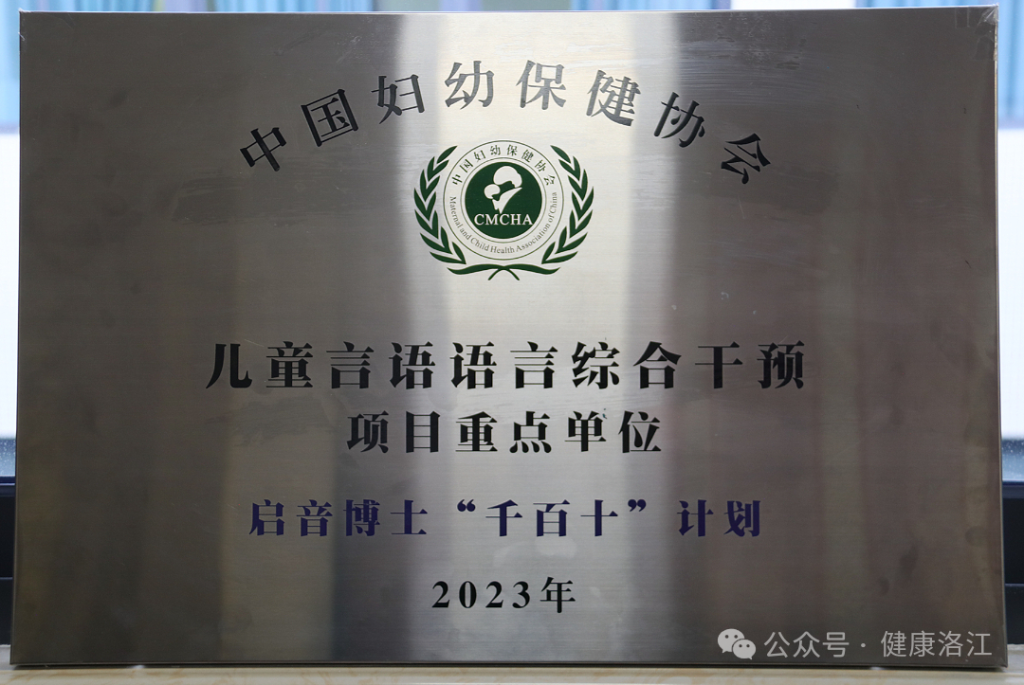 中国妇幼保健协会
中国妇幼保健协会
CMCHA
Maternal and Child Health Association of China
儿童言语语言综合干预
项目重点单位
启音博士“千百十”计划
2023年
公众号·健康洛江